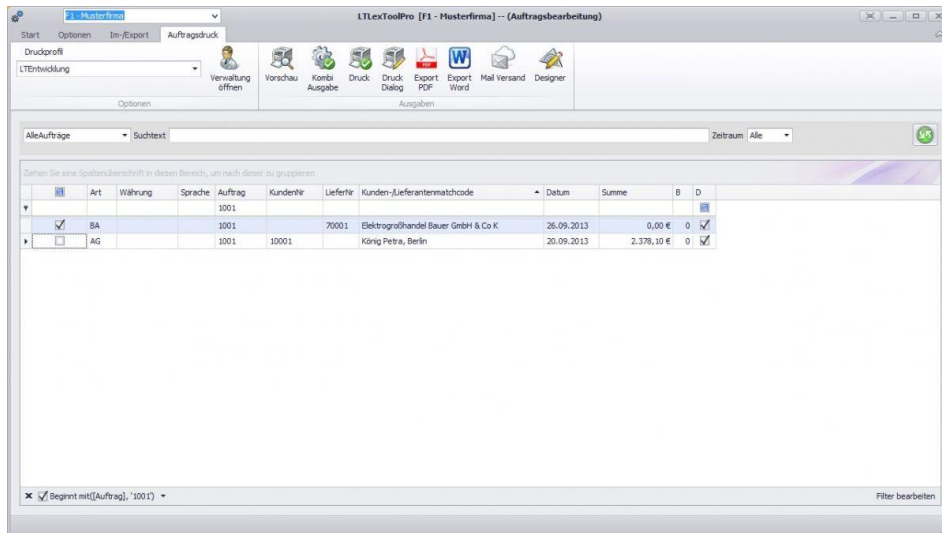 F1 - Musterfirma
LTLexToolPro [F1 - Musterfirma] -- (Auftragsbearbeitung)
Start Optionen Im-/Export Auftragsdruck
Druckprofil
LTEntwicklung
Verwaltung öffnen
Vorschau
Kombi Ausgabe
Druck
Druck Dialog
Export PDF
Export Word
Mail Versand
Designer
Optionen
Ausgaben
AlleAufträge Suchtext Zeitraum Alle
Ziehen Sie eine Spaltenüberschrift in diesen Bereich, um nach dieser zu gruppieren
Art Währung Sprache Auftrag KundenNr LieferNr Kunden-/Lieferantenmatchcode Datum Summe B D
1001
BA 1001 70001 Elektrogroßhandel Bauer GmbH & Co K 26.09.2013 0,00 € 0
AG 1001 10001 König Petra, Berlin 20.09.2013 2.378,10 € 0
Beginnt mit([Auftrag], '1001') Filter bearbeiten